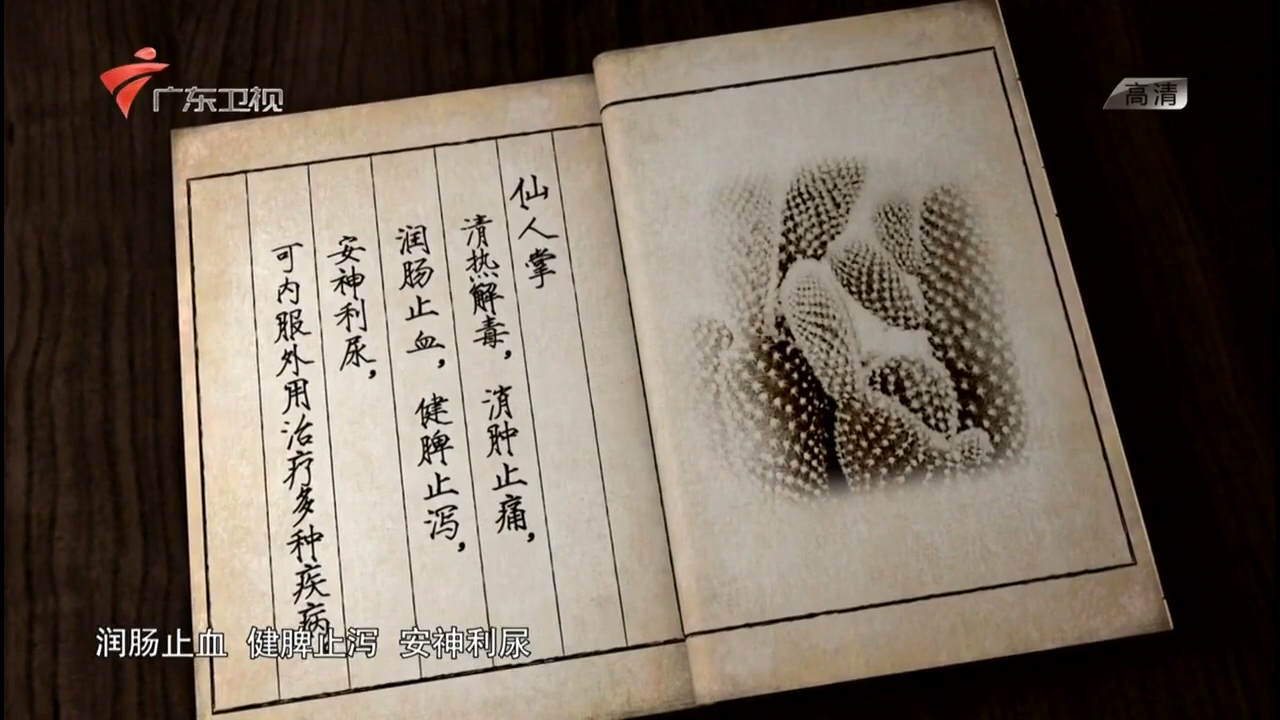 广东卫视
高清
仙人掌
清热解毒，消肿止痛，
润肠止血，健脾止泻，
安神利尿，
可内服外用治疗多种疾病
润肠止血 健脾止泻 安神利尿